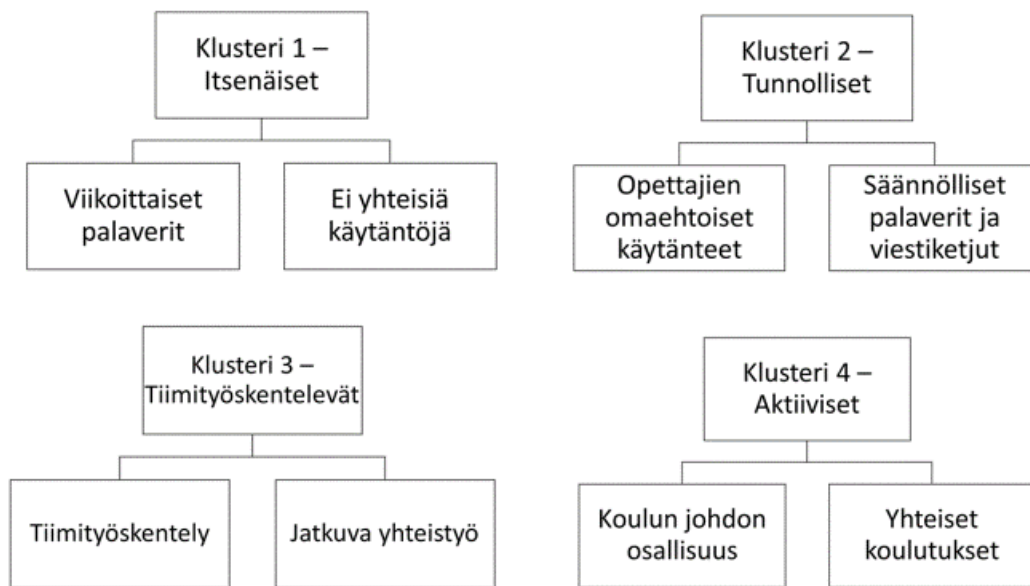 Klusteri 1 –
Itsenäiset
Viikoittaiset
palaverit
Ei yhteisiä
käytäntöjä
Klusteri 2 –
Tunnolliset
Opettajien
omaehtoiset
käytänteet
Säännölliset
palaverit ja
viestiketjut
Klusteri 3 –
Tiimityöskentelevät
Tiimityöskentely
Jatkuva yhteistyö
Klusteri 4 –
Aktiiviset
Koulun johdon
osallisuus
Yhteiset
koulutukset